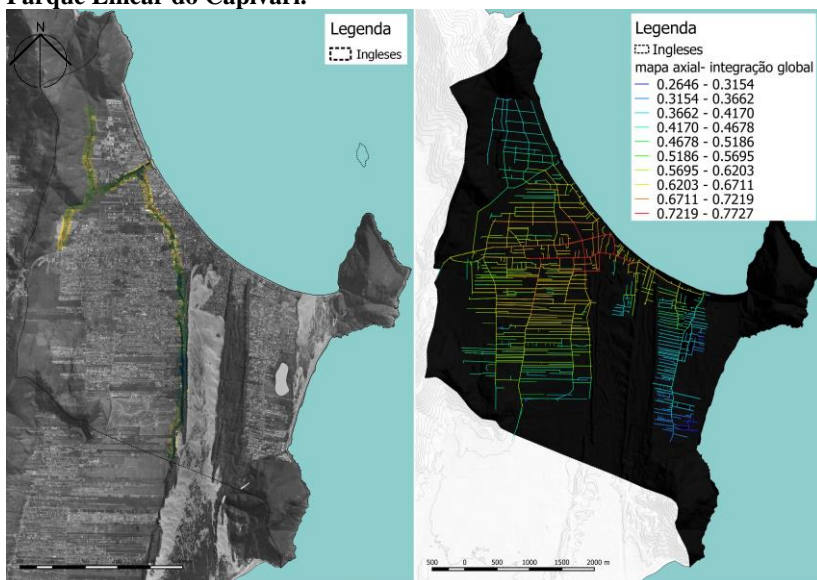 Parque Linear do Capivari.
Legenda
Ingleses
Legenda
Ingleses
mapa axial- integração global
0.2646 - 0.3154
0.3154 - 0.3662
0.3662 - 0.4170
0.4170 - 0.4678
0.4678 - 0.5186
0.5186 - 0.5695
0.5695 - 0.6203
0.6203 - 0.6711
0.6711 - 0.7219
0.7219 - 0.7727
500 0 500 1000 1500 2000 m